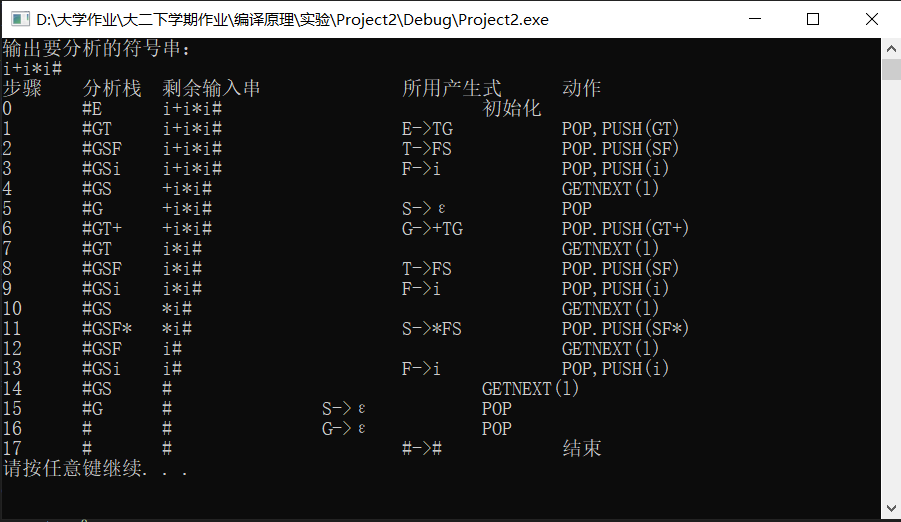 D:\大学作业\大二下学期作业\编译原理\实验\Project2\Debug\Project2.exe
输出要分析的符号串:
i+i*i#
步骤 分析栈 剩余输入串 所用产生式 动作
0 #E i+i*i# 初始化
1 #GT i+i*i# E->TG POP,PUSH(GT)
2 #GSF i+i*i# T->FS POP.PUSH(SF)
3 #GSi i+i*i# F->i POP,PUSH(i)
4 #GS +i*i# GETNEXT(l)
5 #G +i*i# S->ε POP
6 #GT+ +i*i# G->+TG POP.PUSH(GT+)
7 #GT i*i# GETNEXT(l)
8 #GSF i*i# T->FS POP.PUSH(SF)
9 #GSi i*i# F->i POP,PUSH(i)
10 #GS *i# GETNEXT(l)
11 #GSF* *i# S->*FS POP.PUSH(SF*)
12 #GSF i# GETNEXT(l)
13 #GSi i# F->i POP,PUSH(i)
14 #GS # GETNEXT(l)
15 #G # S->ε POP
16 # # G->ε POP
17 # # #-># 结束
请按任意键继续. . .